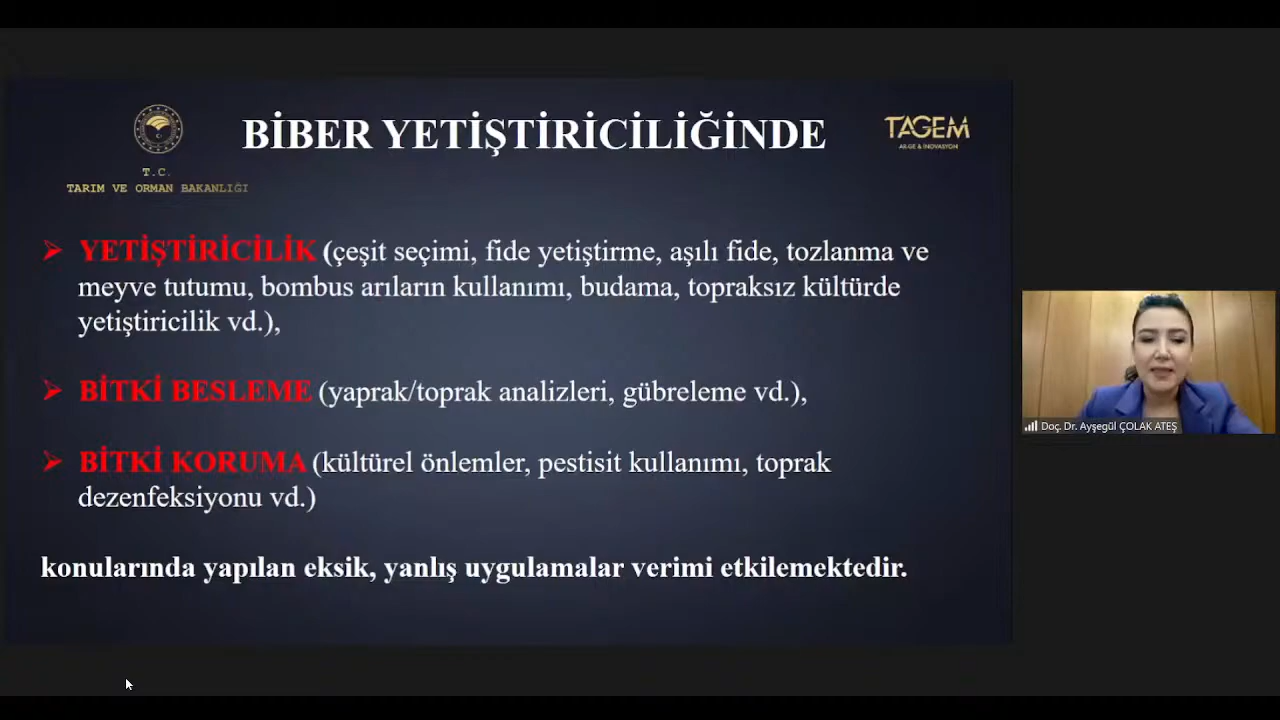 BİBER YETİŞTİRİCİLİĞİNDE
T.C.
TARIM VE ORMAN BAKANLIĞI
TAGEM
AR-GE & İNOVASYON
YETİŞTİRİCİLİK (çeşit seçimi, fide yetiştirme, aşılı fide, tozlanma ve
meyve tutumu, bombus arıların kullanımı, budama, topraksız kültürde
yetiştiricilik vd.),
BİTKİ BESLEME (yaprak/toprak analizleri, gübreleme vd.),
BİTKİ KORUMA (kültürel önlemler, pestisit kullanımı, toprak
dezenfeksiyonu vd.)
konularında yapılan eksik, yanlış uygulamalar verimi etkilemektedir.
Doç. Dr. Ayşegül ÇOLAK ATEŞ